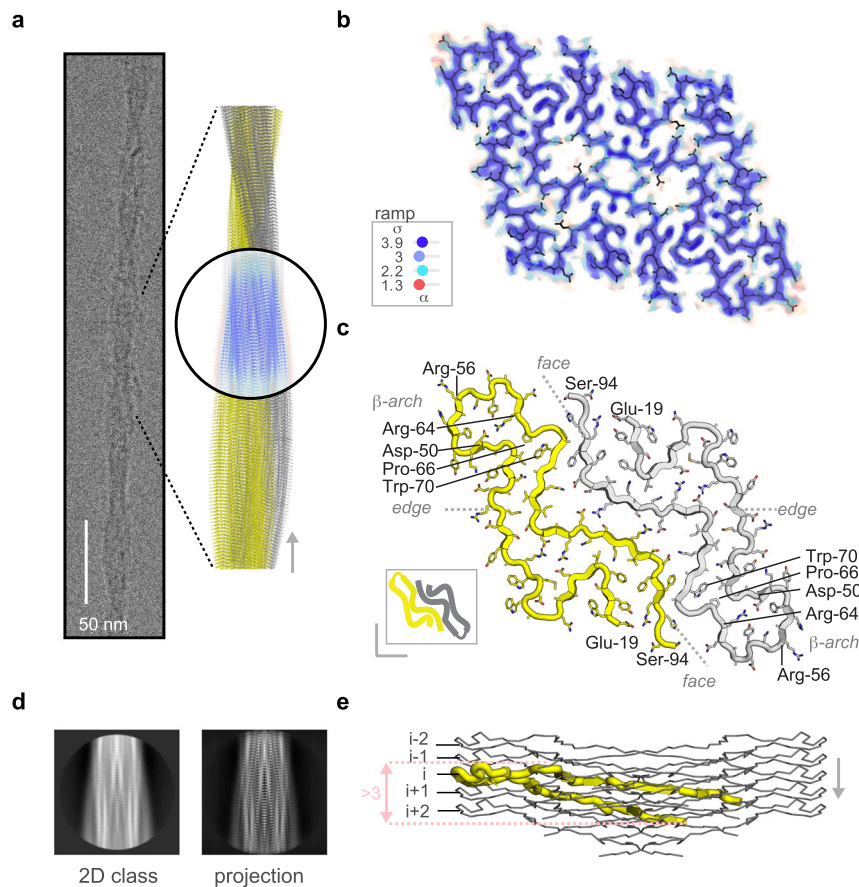 a
50 nm
b
ramp
σ
3.9
3
2.2
1.3
α
c
Arg-56
face
Ser-94
β-arch
Glu-19
Arg-64
Asp-50
Pro-66
Trp-70
edge
edge
Trp-70
Pro-66
Asp-50
Arg-64
β-arch
Glu-19
Ser-94
face
Arg-56
d
2D class
projection
e
i-2
i-1
i
>3
i+1
i+2